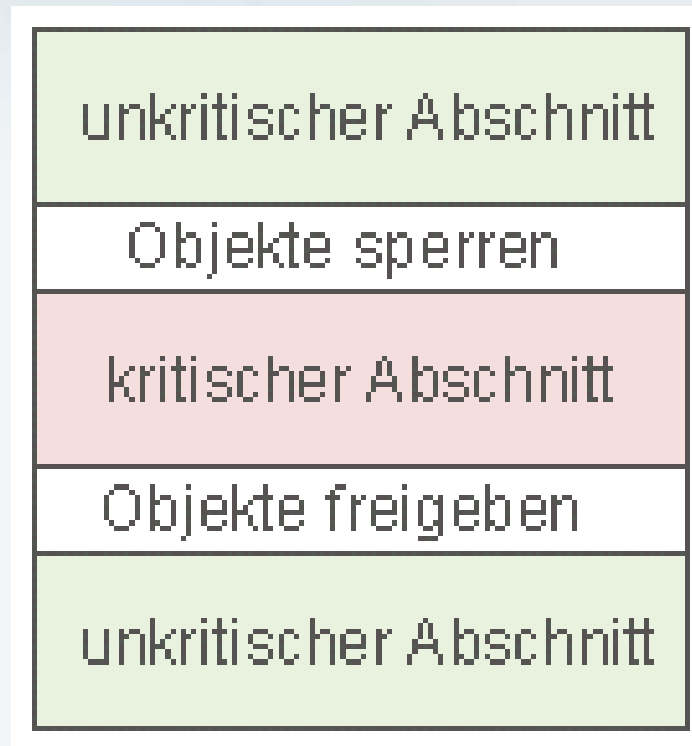 unkritischer Abschnitt
Objekte sperren
kritischer Abschnitt
Objekte freigeben
unkritischer Abschnitt